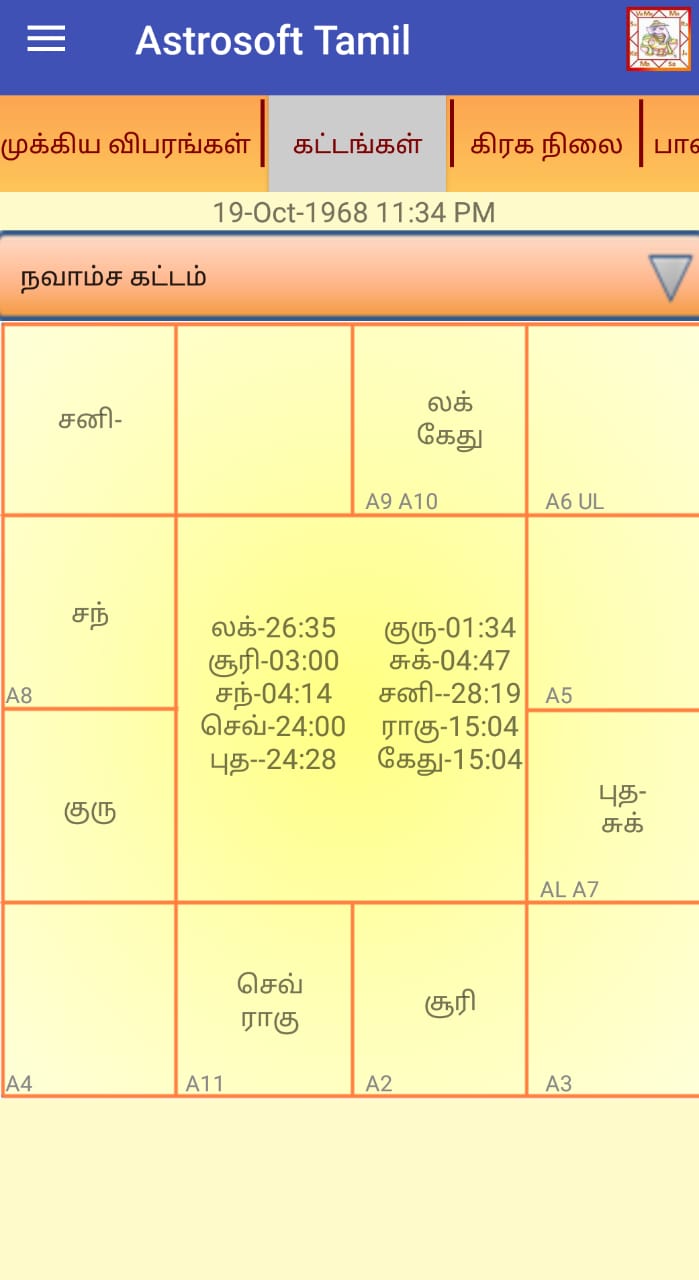 Astrosoft Tamil
முக்கிய விபரங்கள்
கட்டங்கள்
கிரக நிலை
19-Oct-1968 11:34 PM
நவாம்ச கட்டம்
சனி-
லக்
கேது
A9 A10
A6 UL
சந்
A8
லக்-26:35 குரு-01:34
சூரி-03:00 சுக்-04:47
சந்-04:14 சனி--28:19
செவ்-24:00 ராகு-15:04
புத--24:28 கேது-15:04
A5
குரு
புத-
சுக்
AL A7
A4
செவ்
ராகு
A11
சூரி
A2
A3